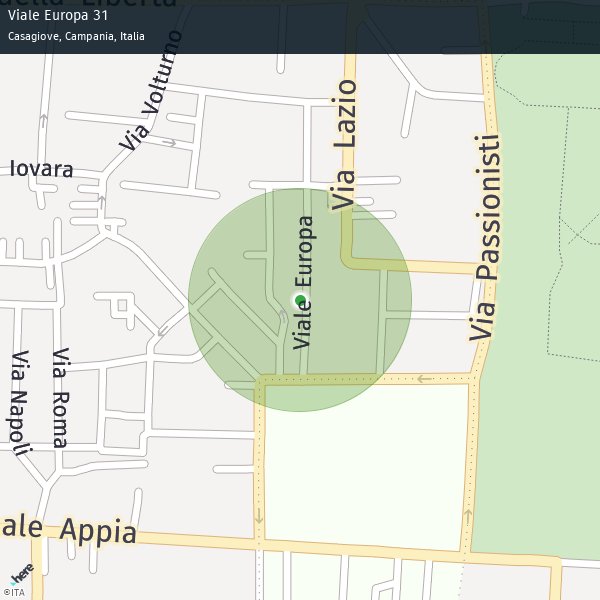 Viale Europa 31
Casagiove, Campania, Italia
Via Volturno
Via Lazio
Iovara
Via Passionisti
Viale Europa
Via Napoli
Via Roma
ale Appia
here
©ITA